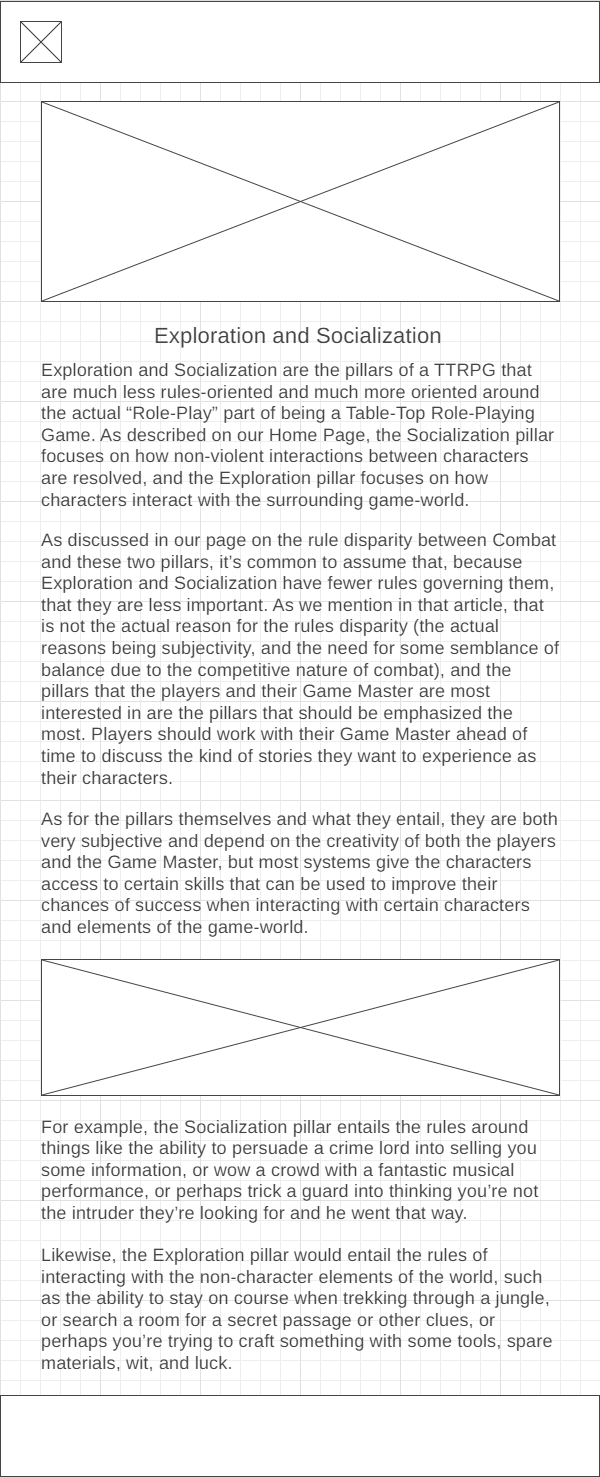 Exploration and Socialization
Exploration and Socialization are the pillars of a TTRPG that
are much less rules-oriented and much more oriented around
the actual “Role-Play” part of being a Table-Top Role-Playing
Game. As described on our Home Page, the Socialization pillar
focuses on how non-violent interactions between characters
are resolved, and the Exploration pillar focuses on how
characters interact with the surrounding game-world.
As discussed in our page on the rule disparity between Combat
and these two pillars, it’s common to assume that, because
Exploration and Socialization have fewer rules governing them,
that they are less important. As we mention in that article, that
is not the actual reason for the rules disparity (the actual
reasons being subjectivity, and the need for some semblance of
balance due to the competitive nature of combat), and the
pillars that the players and their Game Master are most
interested in are the pillars that should be emphasized the
most. Players should work with their Game Master ahead of
time to discuss the kind of stories they want to experience as
their characters.
As for the pillars themselves and what they entail, they are both
very subjective and depend on the creativity of both the players
and the Game Master, but most systems give the characters
access to certain skills that can be used to improve their
chances of success when interacting with certain characters
and elements of the game-world.
For example, the Socialization pillar entails the rules around
things like the ability to persuade a crime lord into selling you
some information, or wow a crowd with a fantastic musical
performance, or perhaps trick a guard into thinking you’re not
the intruder they’re looking for and he went that way.
Likewise, the Exploration pillar would entail the rules of
interacting with the non-character elements of the world, such
as the ability to stay on course when trekking through a jungle,
or search a room for a secret passage or other clues, or
perhaps you’re trying to craft something with some tools, spare
materials, wit, and luck.